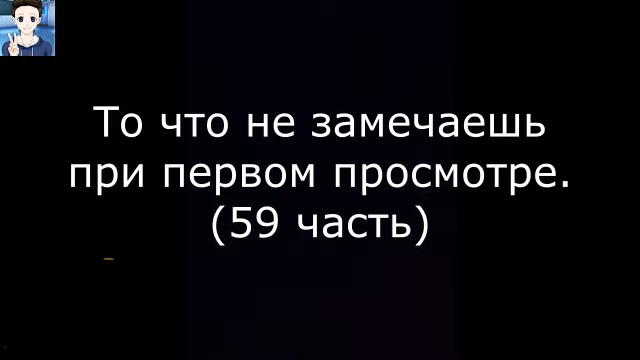 То что не замечаешь
при первом просмотре.
(59 часть)